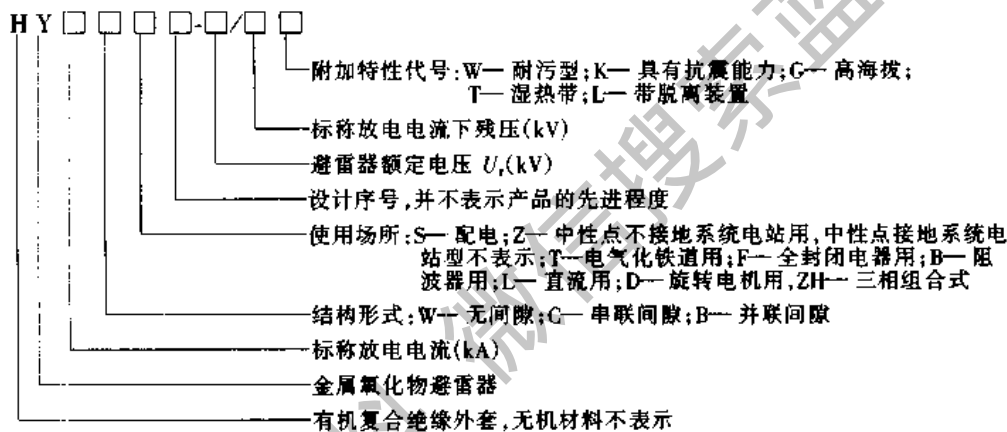 HY□□□□-□/□□
附加特性代号:W—耐污型;K—具有抗震能力;G—高海拔;
T—湿热带;L—带脱离装置
标称放电电流下残压(kV)
避雷器额定电压 Uᵣ(kV)
设计序号,并不表示产品的先进程度
使用场所:S—配电;Z—中性点不接地系统电站用,中性点接地系统电
站型不表示;T—电气化铁道用;F—全封闭电器用;B—阻
波器用;L—直流用;D—旋转电机用,ZH—三相组合式
结构形式:W—无间隙;C—串联间隙;B—并联间隙
标称放电电流(kA)
金属氧化物避雷器
有机复合绝缘外套,无机材料不表示
微信搜索蓝